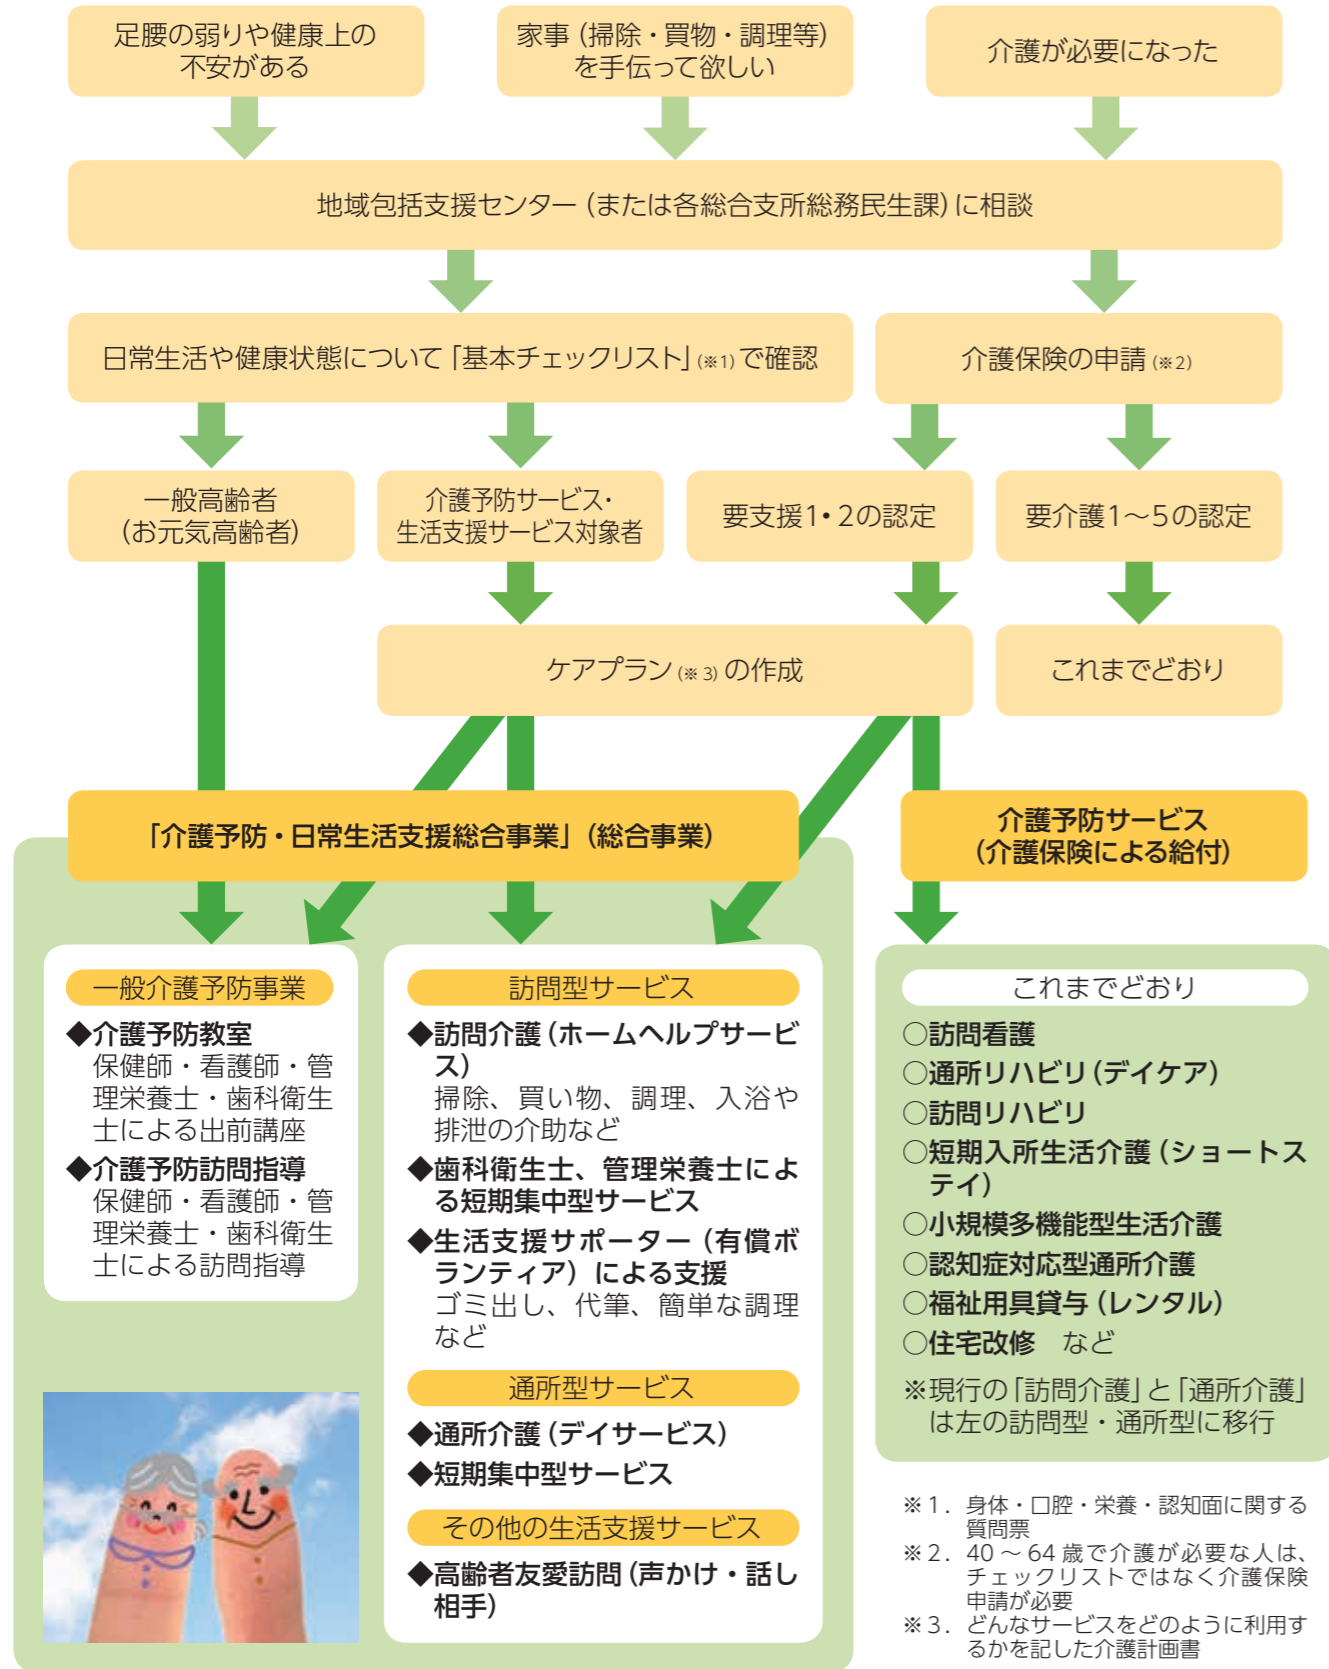 足腰の弱りや健康上の
不安がある
家事（掃除・買物・調理等）
を手伝って欲しい
介護が必要になった
地域包括支援センター（または各総合支所総務民生課）に相談
日常生活や健康状態について「基本チェックリスト」（※1）で確認
介護保険の申請（※2）
一般高齢者
（お元気高齢者）
介護予防サービス・
生活支援サービス対象者
要支援1・2の認定
要介護1～5の認定
ケアプラン（※3）の作成
これまでどおり
「介護予防・日常生活支援総合事業」（総合事業）
介護予防サービス
（介護保険による給付）
一般介護予防事業
◆介護予防教室
保健師・看護師・管
理栄養士・歯科衛生
士による出前講座
◆介護予防訪問指導
保健師・看護師・管
理栄養士・歯科衛生
士による訪問指導
訪問型サービス
◆訪問介護（ホームヘルプサービ
ス）
掃除、買い物、調理、入浴や
排泄の介助など
◆歯科衛生士、管理栄養士によ
る短期集中型サービス
◆生活支援サポーター（有償ボ
ランティア）による支援
ゴミ出し、代筆、簡単な調理
など
通所型サービス
◆通所介護（デイサービス）
◆短期集中型サービス
その他の生活支援サービス
◆高齢者友愛訪問（声かけ・話し
相手）
これまでどおり
○訪問看護
○通所リハビリ（デイケア）
○訪問リハビリ
○短期入所生活介護（ショートス
テイ）
○小規模多機能型生活介護
○認知症対応型通所介護
○福祉用具貸与（レンタル）
○住宅改修　など
※現行の「訪問介護」と「通所介護」
は左の訪問型・通所型に移行
※1．身体・口腔・栄養・認知面に関する
質問票
※2．40～64歳で介護が必要な人は、
チェックリストではなく介護保険
申請が必要
※3．どんなサービスをどのように利用す
るかを記した介護計画書